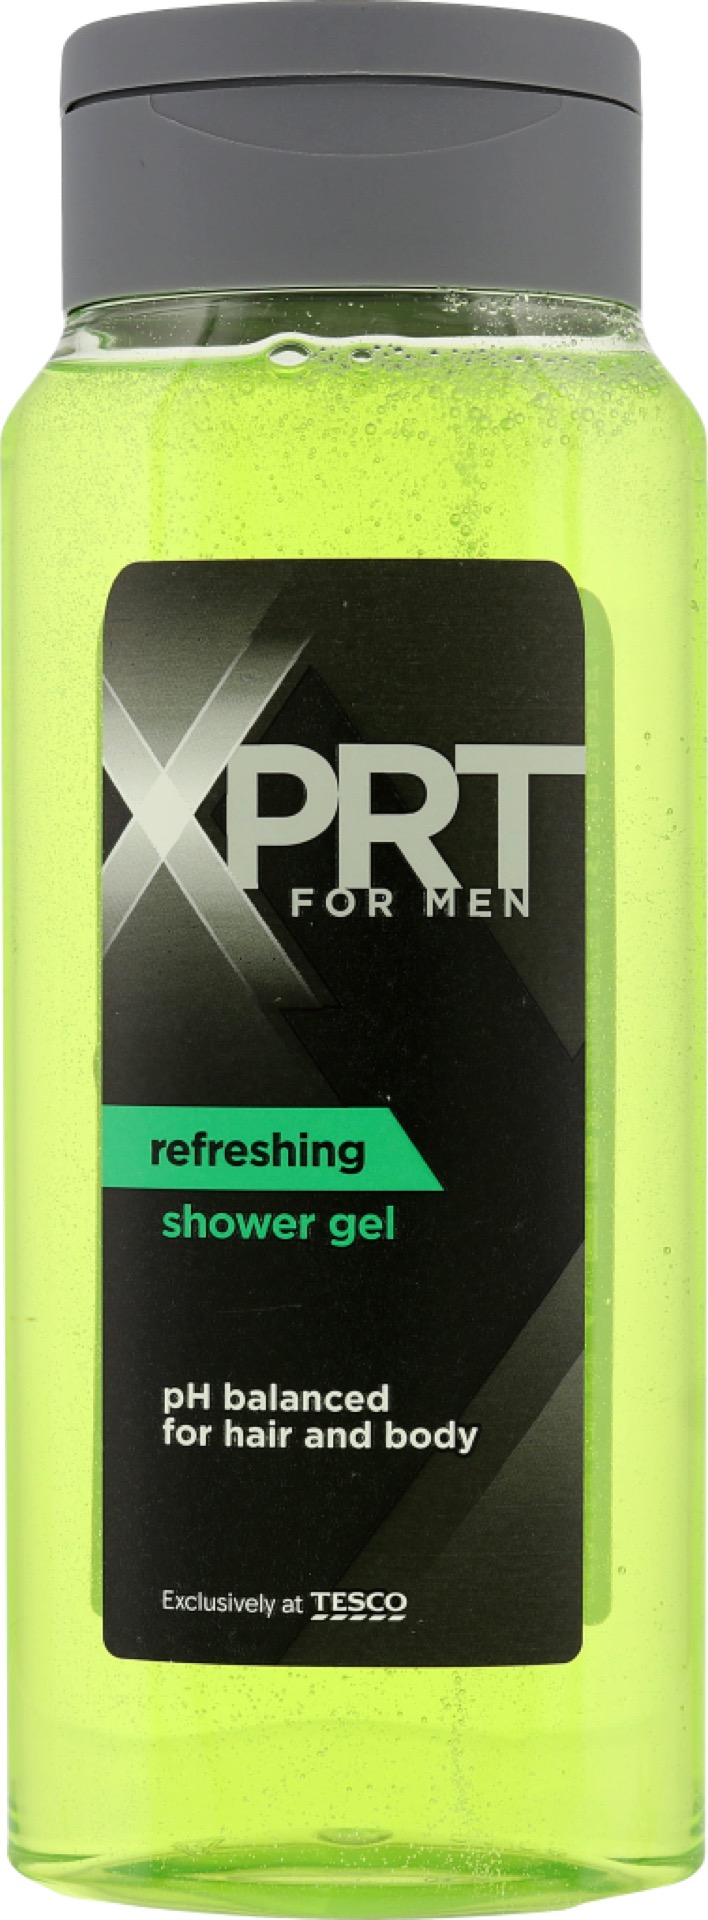 XPRT
FOR MEN
refreshing
shower gel
pH balanced
for hair and body
Exclusively at TESCO